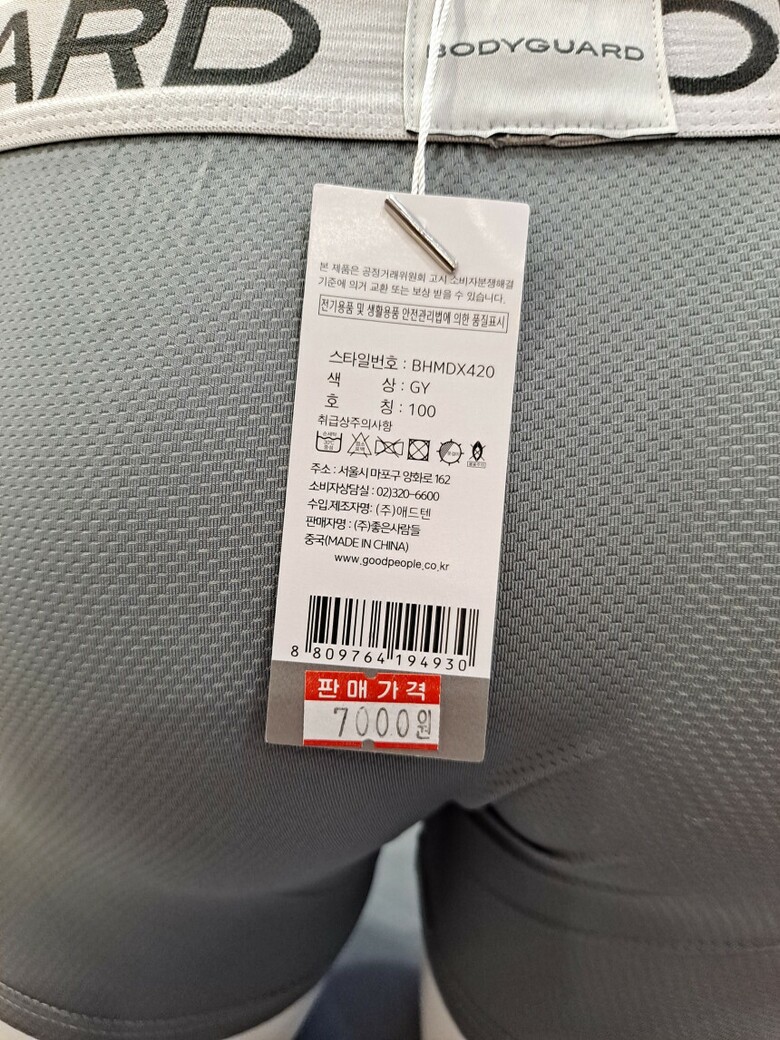 ARD
BODYGUARD
본 제품은 공정거래위원회 고시 소비자분쟁해결
기준에 의거 교환 또는 보상 받을 수 있습니다.
전기용품 및 생활용품 안전관리법에 의한 품질표시
스타일번호 : BHMDX420
색 상 : GY
호 칭 : 100
취급상주의사항
주소 : 서울시 마포구 양화로 162
소비자상담실 : 02)320-6600
수입,제조자명: (주)애드텐
판매자명 : (주)좋은사람들
중국(MADE IN CHINA)
www.goodpeople.co.kr
8 809764 194930
판매가격
7000원